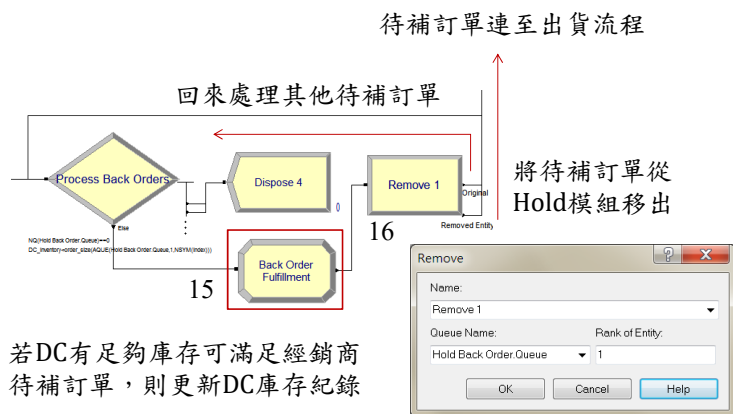 待補訂單連至出貨流程
回來處理其他待補訂單
Process Back Orders
Dispose 4
0
Remove 1
Original
Removed Entity
將待補訂單從
Hold模組移出
Else
NQ(Hold Back Order.Queue)==0
DC_Inventory<order_size(AQUE(Hold Back Order.Queue,1,NSYM(Index)))
16
15
Back Order
Fulfillment
若DC有足夠庫存可滿足經銷商
待補訂單，則更新DC庫存紀錄
Remove
Name:
Remove 1
Queue Name:
Rank of Entity:
Hold Back Order.Queue
1
OK
Cancel
Help